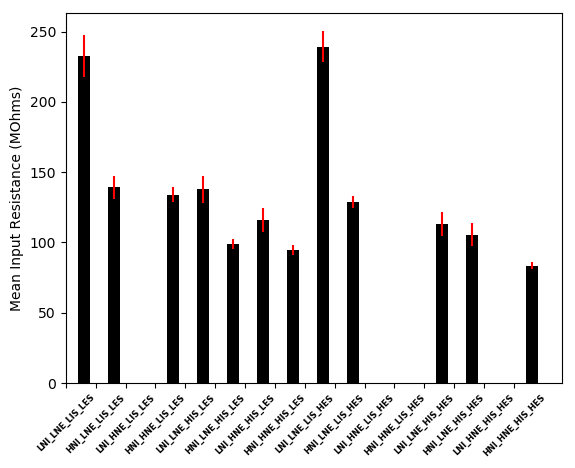 250
200
150
100
50
0
Mean Input Resistance (MOhms)
LNI_LNE_LIS_LES
HNI_LNE_LIS_LES
LNI_HNE_LIS_LES
HNI_HNE_LIS_LES
LNI_LNE_HIS_LES
HNI_LNE_HIS_LES
LNI_HNE_HIS_LES
HNI_HNE_HIS_LES
LNI_LNE_LIS_HES
HNI_LNE_LIS_HES
LNI_HNE_LIS_HES
HNI_HNE_LIS_HES
LNI_LNE_HIS_HES
HNI_LNE_HIS_HES
LNI_HNE_HIS_HES
HNI_HNE_HIS_HES